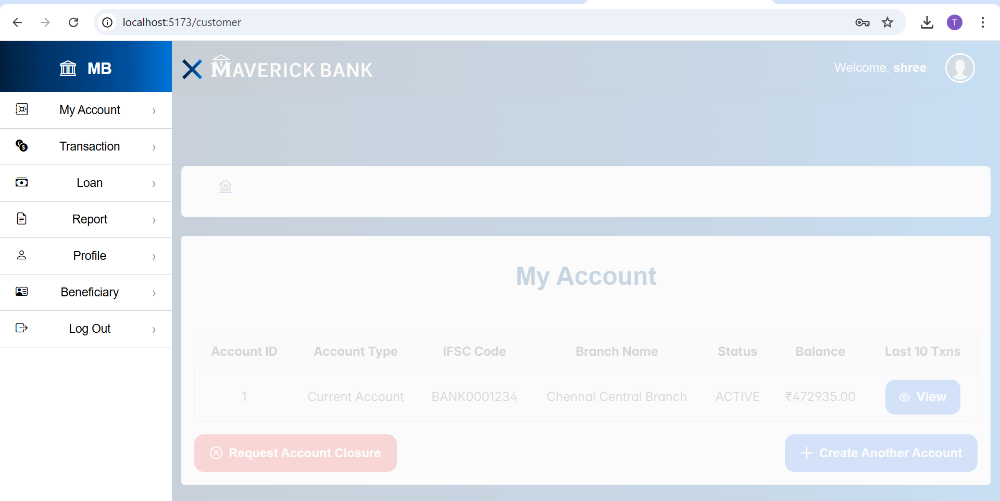 localhost:5173/customer
T
MB
MAVERICK BANK
Welcome, shree
My Account
Transaction
Loan
Report
Profile
Beneficiary
Log Out
My Account
Account ID Account Type IFSC Code Branch Name Status Balance Last 10 Txns
1 Current Account BANK0001234 Chennai Central Branch ACTIVE ₹472935.00 View
Request Account Closure
Create Another Account